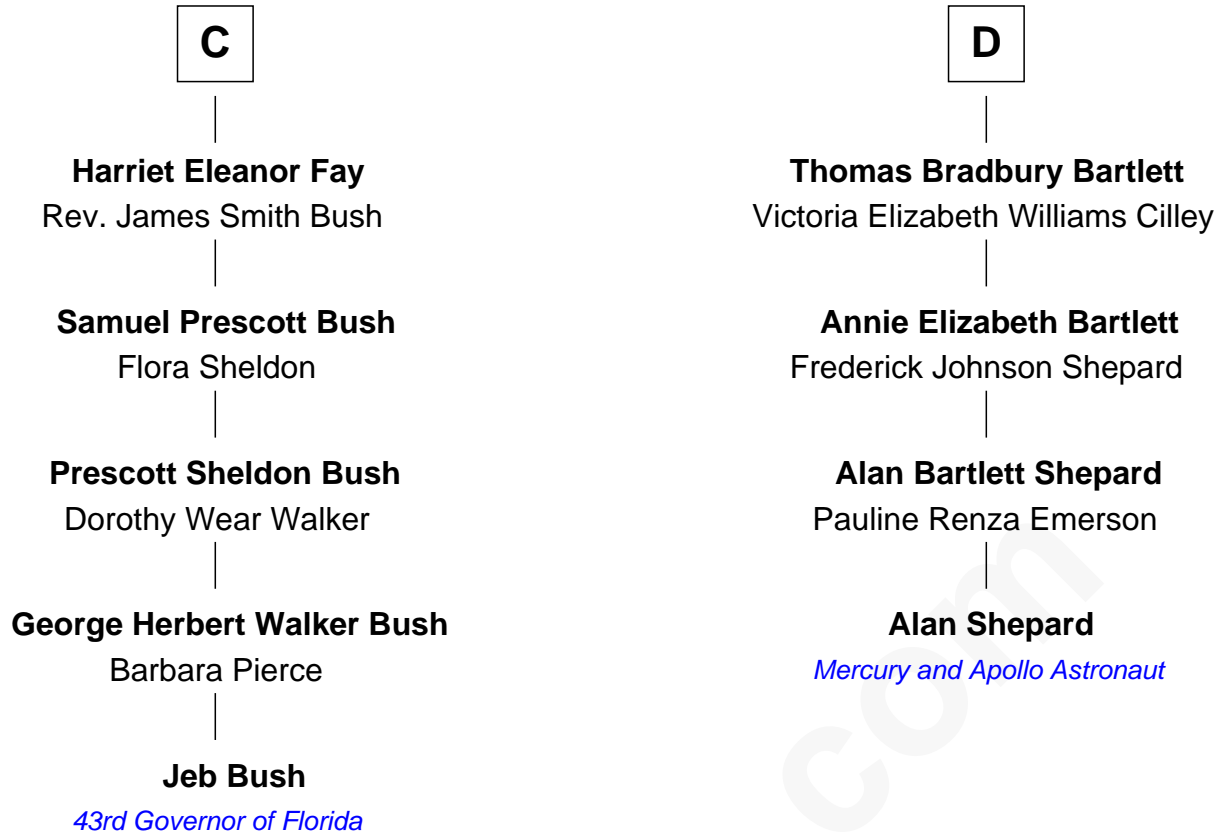 C
Harriet Eleanor Fay
Rev. James Smith Bush
Samuel Prescott Bush
Flora Sheldon
Prescott Sheldon Bush
Dorothy Wear Walker
George Herbert Walker Bush
Barbara Pierce
Jeb Bush
43rd Governor of Florida
D
Thomas Bradbury Bartlett
Victoria Elizabeth Williams Cilley
Annie Elizabeth Bartlett
Frederick Johnson Shepard
Alan Bartlett Shepard
Pauline Renza Emerson
Alan Shepard
Mercury and Apollo Astronaut
com